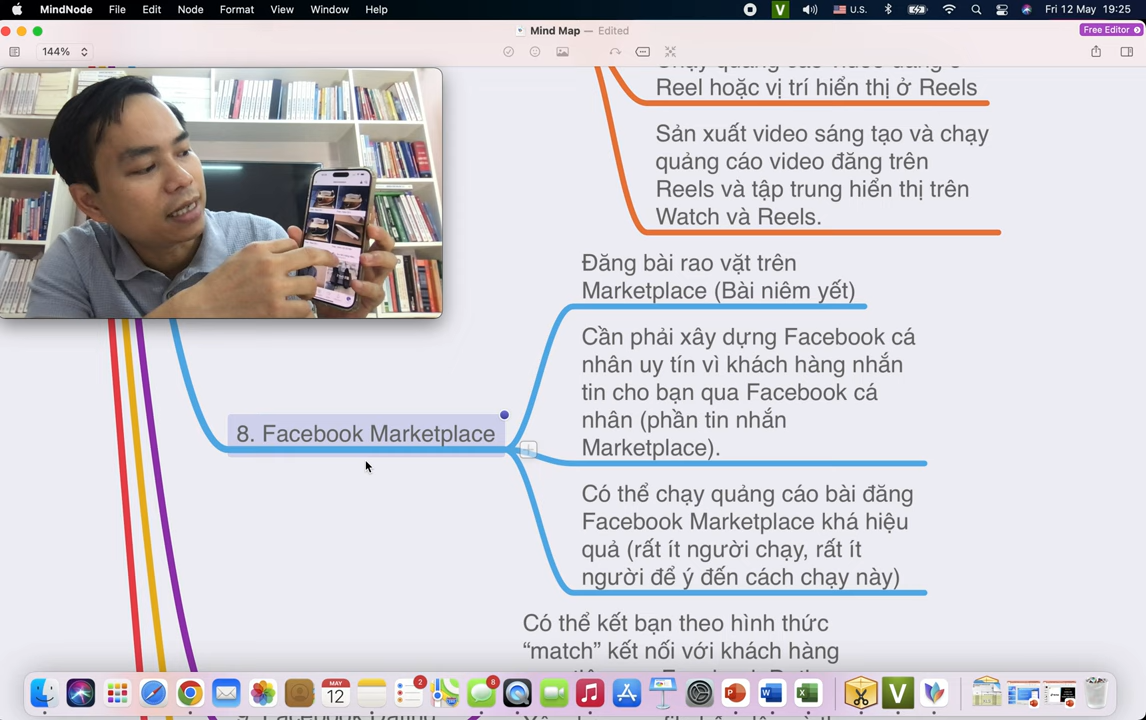 MindNode File Edit Node Format View Window Help
V U.S. Fri 12 May 19:25
Mind Map — Edited
Free Editor
144%
Reel hoặc vị trí hiển thị ở Reels
Sản xuất video sáng tạo và chạy
quảng cáo video đăng trên
Reels và tập trung hiển thị trên
Watch và Reels.
Đăng bài rao vặt trên
Marketplace (Bài niêm yết)
Cần phải xây dựng Facebook cá
nhân uy tín vì khách hàng nhắn
tin cho bạn qua Facebook cá
nhân (phần tin nhắn
Marketplace).
8. Facebook Marketplace
Có thể chạy quảng cáo bài đăng
Facebook Marketplace khá hiệu
quả (rất ít người chạy, rất ít
người để ý đến cách chạy này)
Có thể kết bạn theo hình thức
“match” kết nối với khách hàng
MAY
12
2
8
V